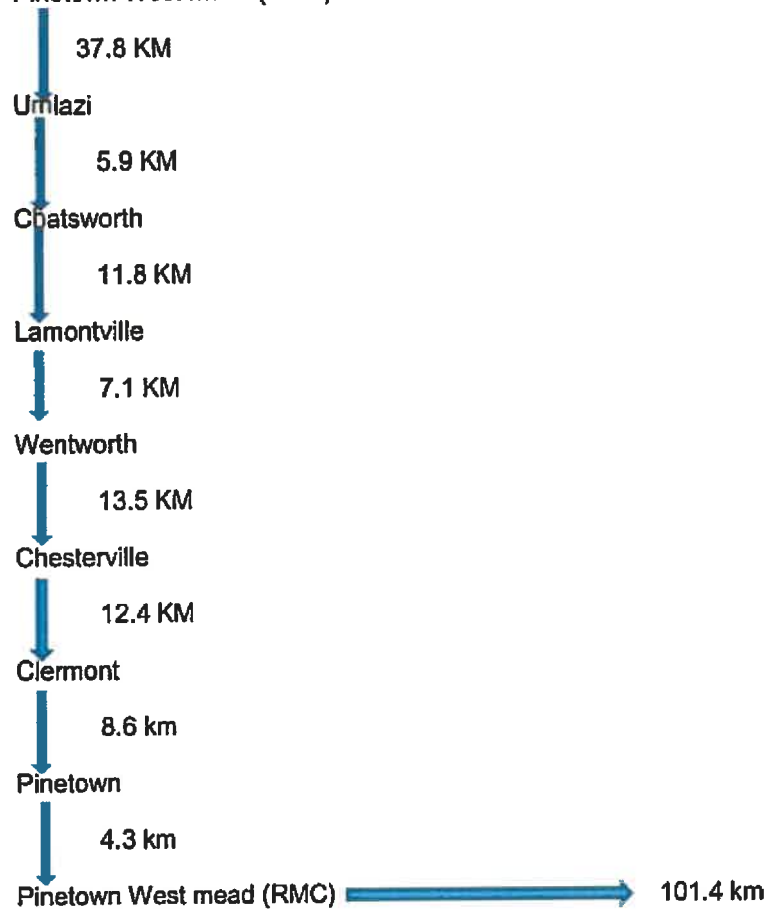 37.8 KM
Umlazi
5.9 KM
Chatsworth
11.8 KM
Lamontville
7.1 KM
Wentworth
13.5 KM
Chesterville
12.4 KM
Clermont
8.6 km
Pinetown
4.3 km
Pinetown West mead (RMC) 101.4 km